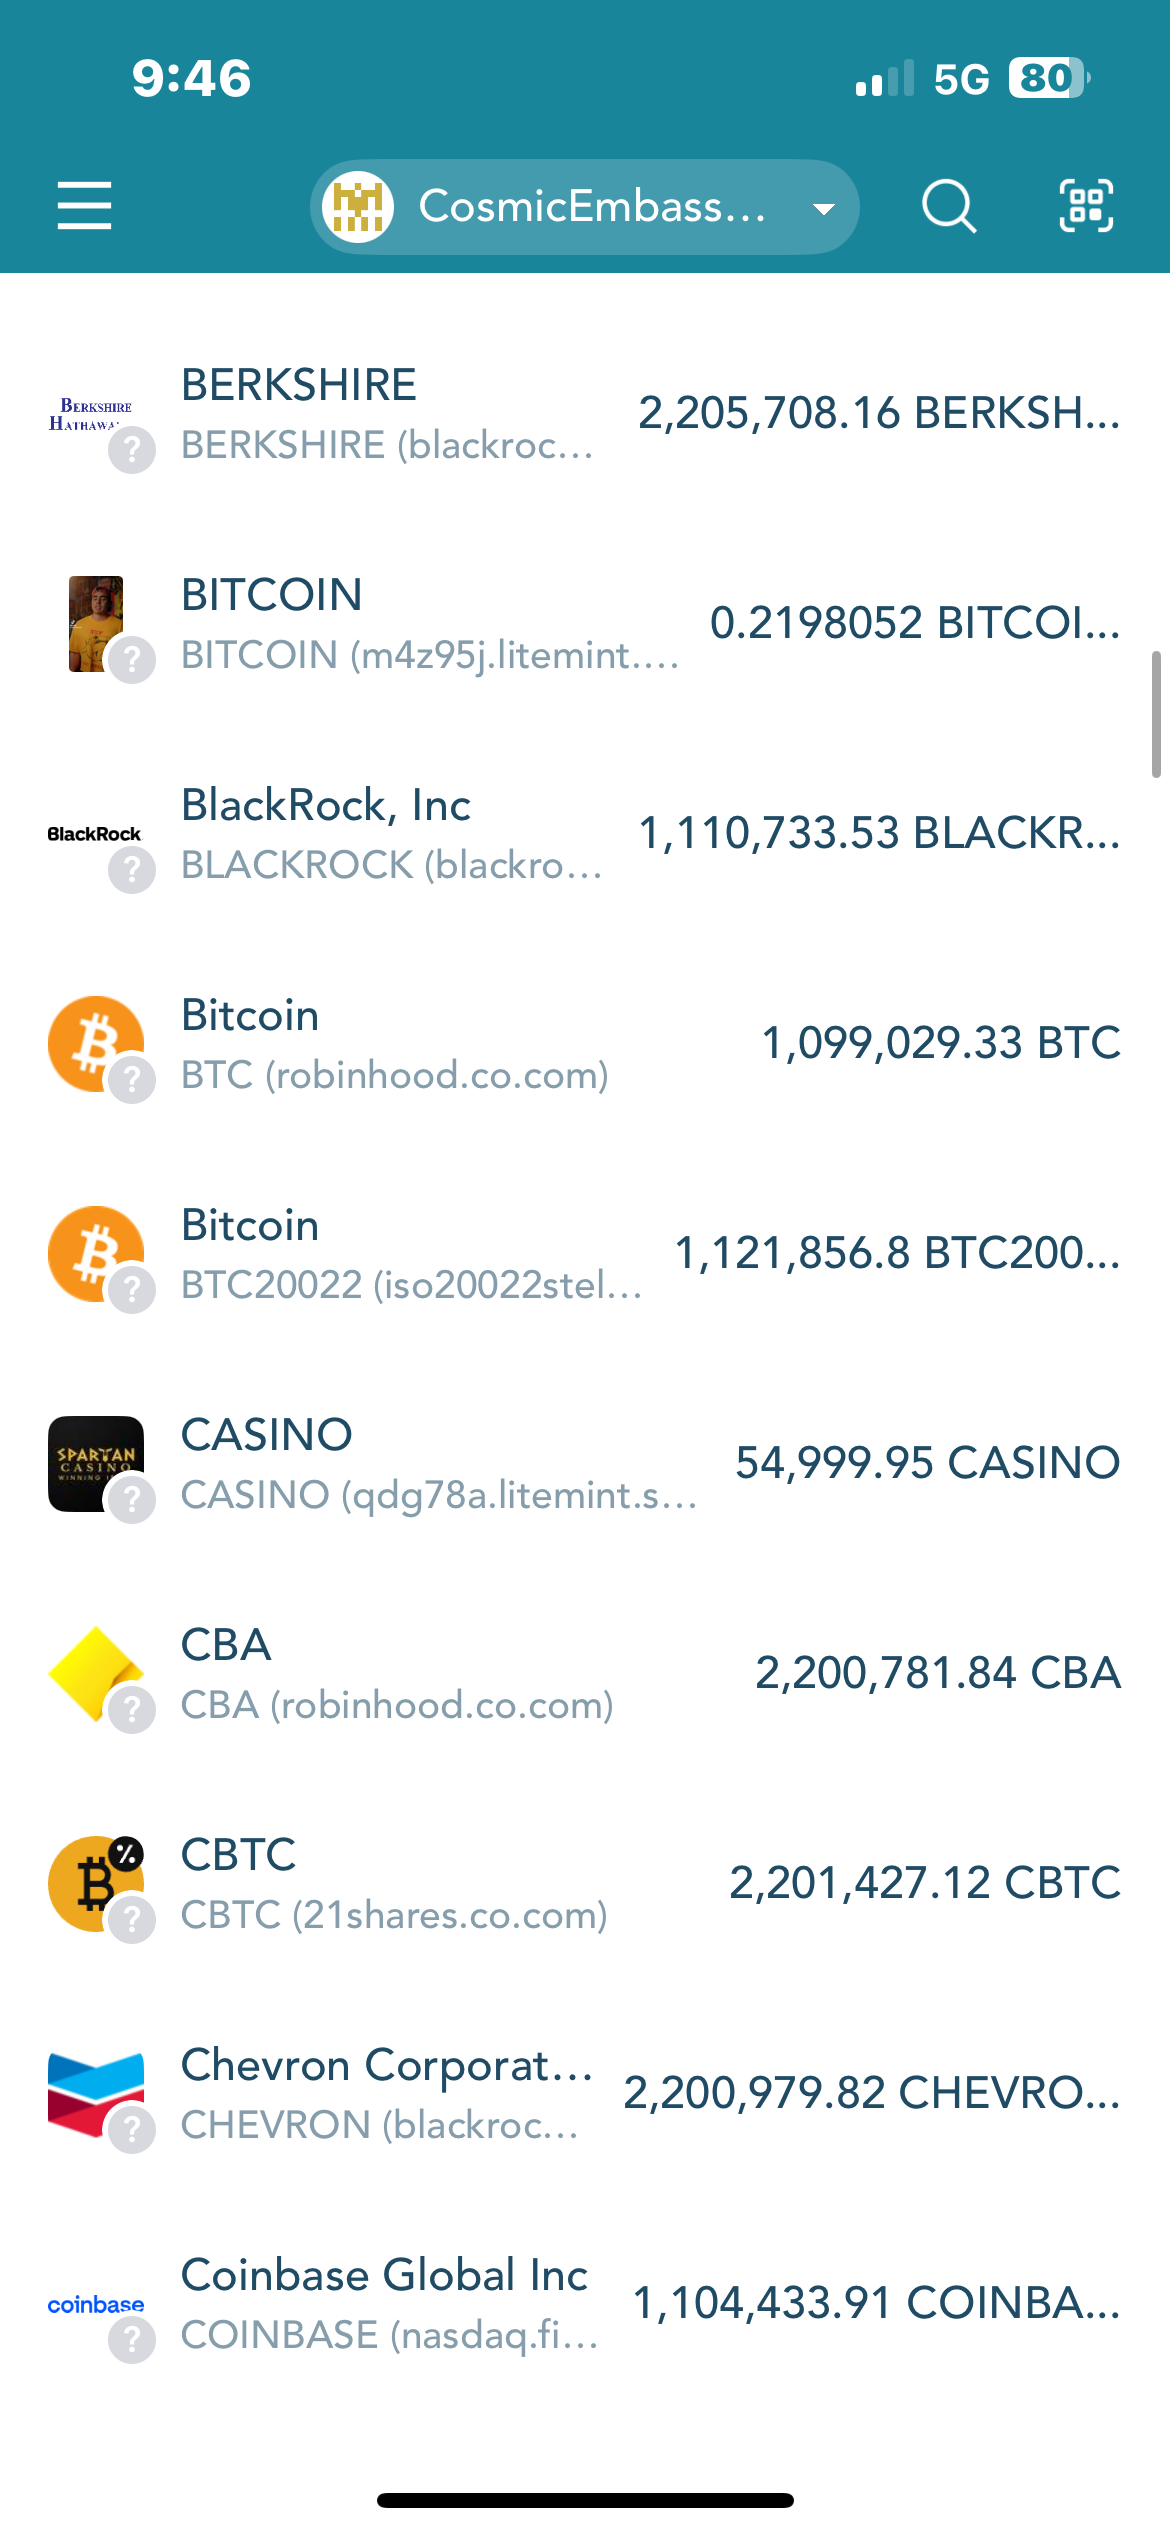 9:46
5G 80
CosmicEmbass...
BERKSHIRE
HATHAWA
BERKSHIRE
BERKSHIRE (blackroc...
2,205,708.16 BERKSH...
BITCOIN
BITCOIN (m4z95j.litemint....
0.2198052 BITCOI...
BlackRock
BlackRock, Inc
BLACKROCK (blackro...
1,110,733.53 BLACKR...
Bitcoin
BTC (robinhood.co.com)
1,099,029.33 BTC
Bitcoin
BTC20022 (iso20022stel...
1,121,856.8 BTC200...
SPARTAN
CASINO
CASINO
CASINO (qdg78a.litemint.s...
54,999.95 CASINO
CBA
CBA (robinhood.co.com)
2,200,781.84 CBA
CBTC
CBTC (21shares.co.com)
2,201,427.12 CBTC
Chevron Corporat...
CHEVRON (blackroc...
2,200,979.82 CHEVRO...
coinbase
Coinbase Global Inc
COINBASE (nasdaq.fi...
1,104,433.91 COINBA...